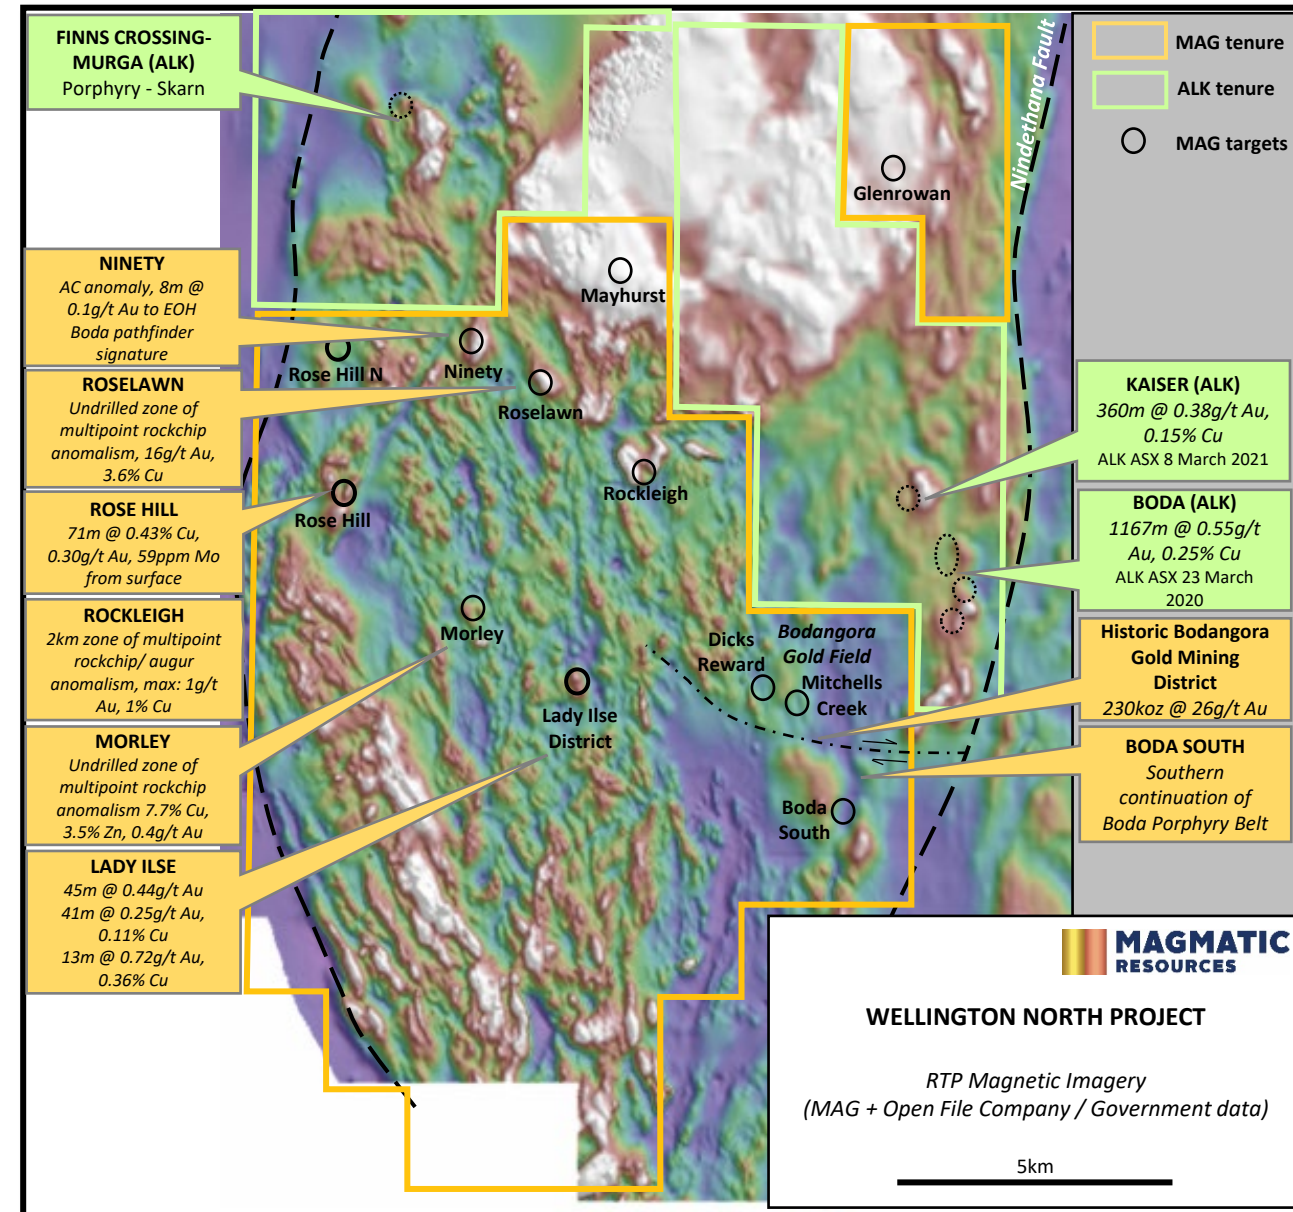 FINNS CROSSING-
MURGA (ALK)
Porphyry - Skarn
NINETY
AC anomaly, 8m @
0.1g/t Au to EOH
Boda pathfinder
signature
ROSELAWN
Undrilled zone of
multipoint rockchip
anomalism, 16g/t Au,
3.6% Cu
ROSE HILL
71m @ 0.43% Cu,
0.30g/t Au, 59ppm Mo
from surface
ROCKLEIGH
2km zone of multipoint
rockchip/ augur
anomalism, max: 1g/t
Au, 1% Cu
MORLEY
Undrilled zone of
multipoint rockchip
anomalism 7.7% Cu,
3.5% Zn, 0.4g/t Au
LADY ILSE
45m @ 0.44g/t Au
41m @ 0.25g/t Au,
0.11% Cu
13m @ 0.72g/t Au,
0.36% Cu
Glenrowan
Mayhurst
Rose Hill N
Ninety
Roselawn
Rockleigh
Rose Hill
Morley
Lady Ilse
District
Dicks
Reward
Bodangora
Gold Field
Mitchells
Creek
Boda
South
Nindethana Fault
MAG tenure
ALK tenure
MAG targets
KAISER (ALK)
360m @ 0.38g/t Au,
0.15% Cu
ALK ASX 8 March 2021
BODA (ALK)
1167m @ 0.55g/t
Au, 0.25% Cu
ALK ASX 23 March
2020
Historic Bodangora
Gold Mining
District
230koz @ 26g/t Au
BODA SOUTH
Southern
continuation of
Boda Porphyry Belt
MAGMATIC
RESOURCES
WELLINGTON NORTH PROJECT
RTP Magnetic Imagery
(MAG + Open File Company / Government data)
5km